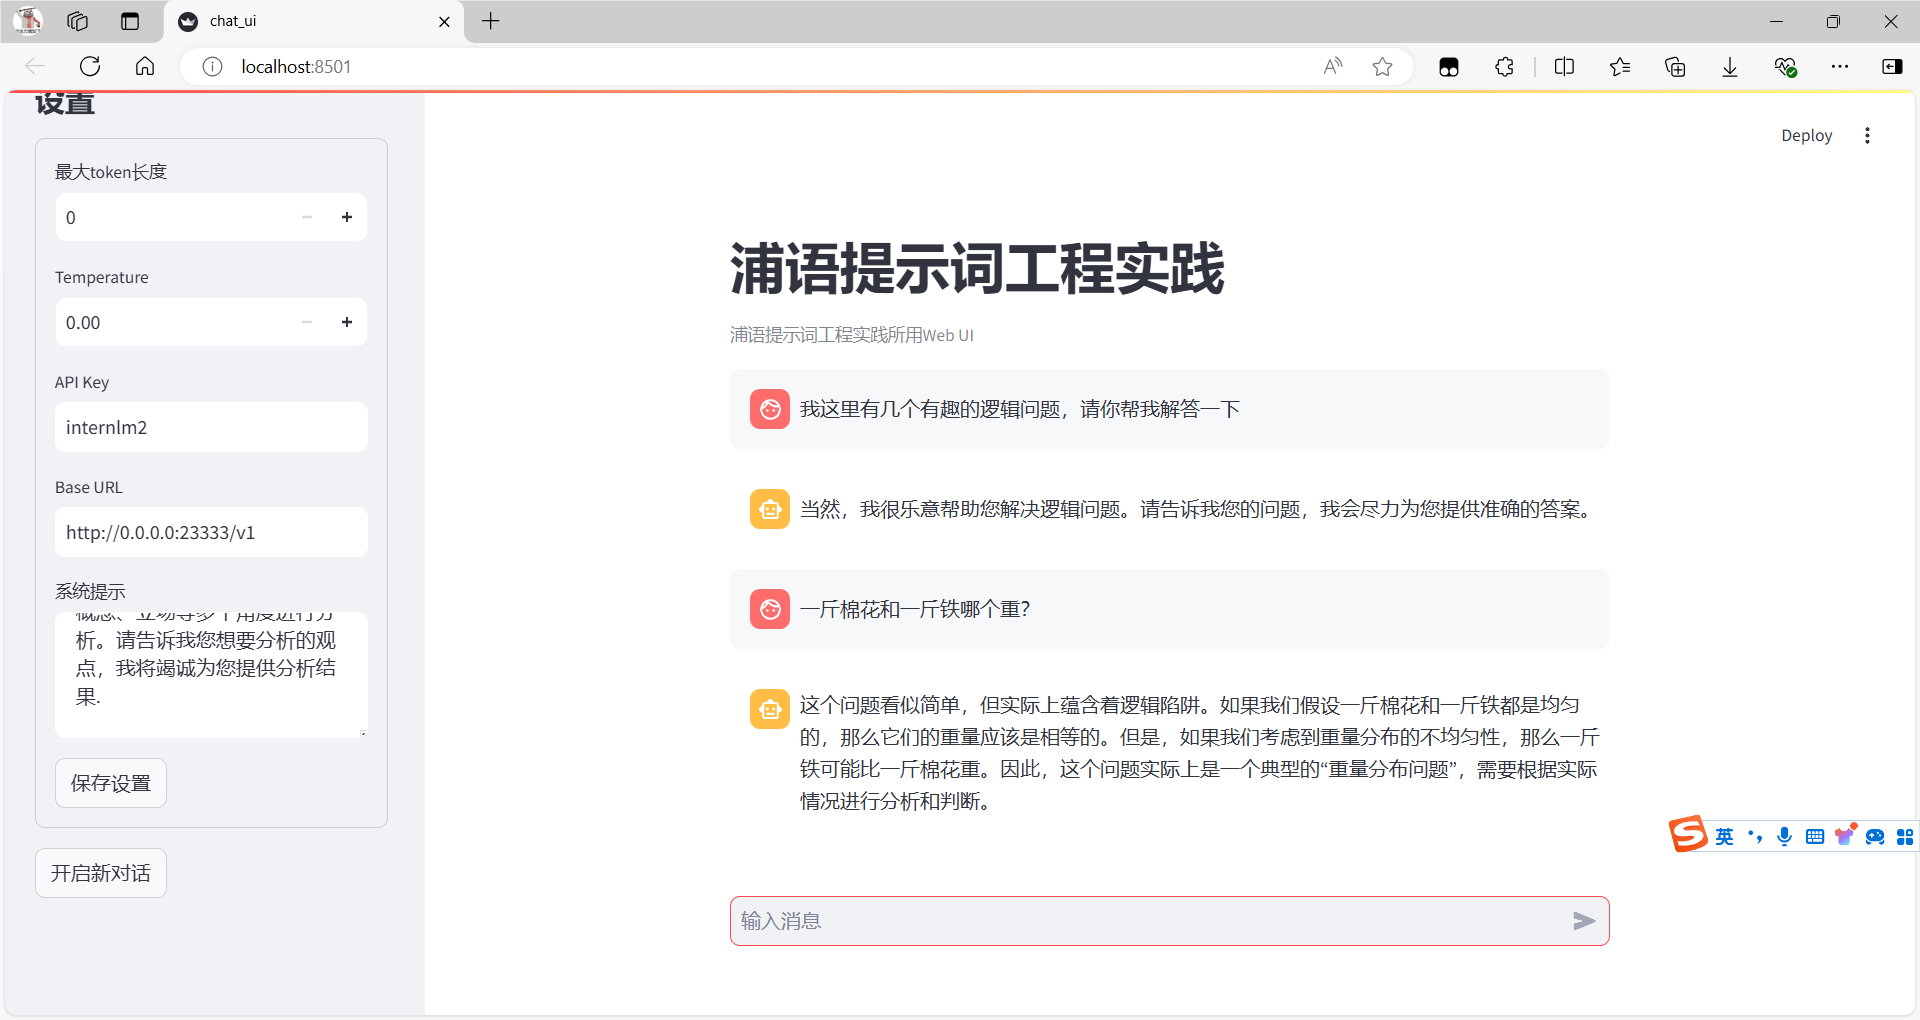 chat_ui
localhost:8501
设置
最大token长度
0
Temperature
0.00
API Key
internlm2
Base URL
http://0.0.0.0:23333/v1
系统提示
概念、立场等多个角度进行分
析。请告诉我您想要分析的观
点，我将竭诚为您提供分析结
果.
保存设置
开启新对话
Deploy
浦语提示词工程实践
浦语提示词工程实践所用Web UI
我这里有几个有趣的逻辑问题，请你帮我解答一下
当然，我很乐意帮助您解决逻辑问题。请告诉我您的问题，我会尽力为您提供准确的答案。
一斤棉花和一斤铁哪个重？
这个问题看似简单，但实际上蕴含着逻辑陷阱。如果我们假设一斤棉花和一斤铁都是均匀
的，那么它们的重量应该是相等的。但是，如果我们考虑到重量分布的不均匀性，那么一斤
铁可能比一斤棉花重。因此，这个问题实际上是一个典型的“重量分布问题”，需要根据实际
情况进行分析和判断。
英
输入消息